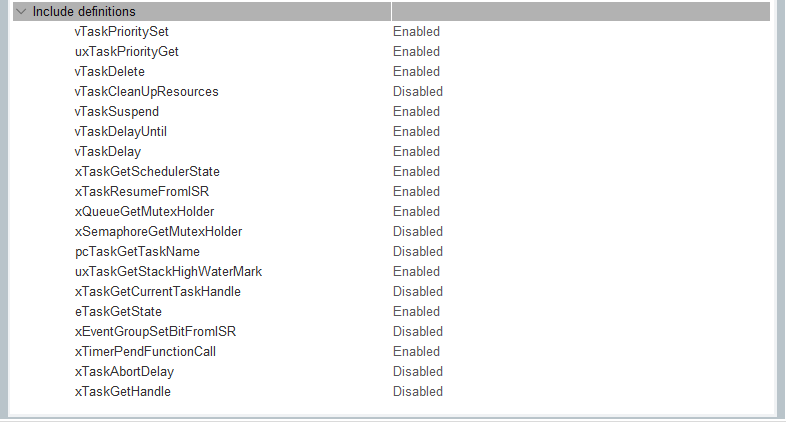 Include definitions
vTaskPrioritySet Enabled
uxTaskPriorityGet Enabled
vTaskDelete Enabled
vTaskCleanUpResources Disabled
vTaskSuspend Enabled
vTaskDelayUntil Enabled
vTaskDelay Enabled
xTaskGetSchedulerState Enabled
xTaskResumeFromISR Enabled
xQueueGetMutexHolder Enabled
xSemaphoreGetMutexHolder Disabled
pcTaskGetTaskName Disabled
uxTaskGetStackHighWaterMark Enabled
xTaskGetCurrentTaskHandle Disabled
eTaskGetState Enabled
xEventGroupSetBitFromISR Disabled
xTimerPendFunctionCall Enabled
xTaskAbortDelay Disabled
xTaskGetHandle Disabled